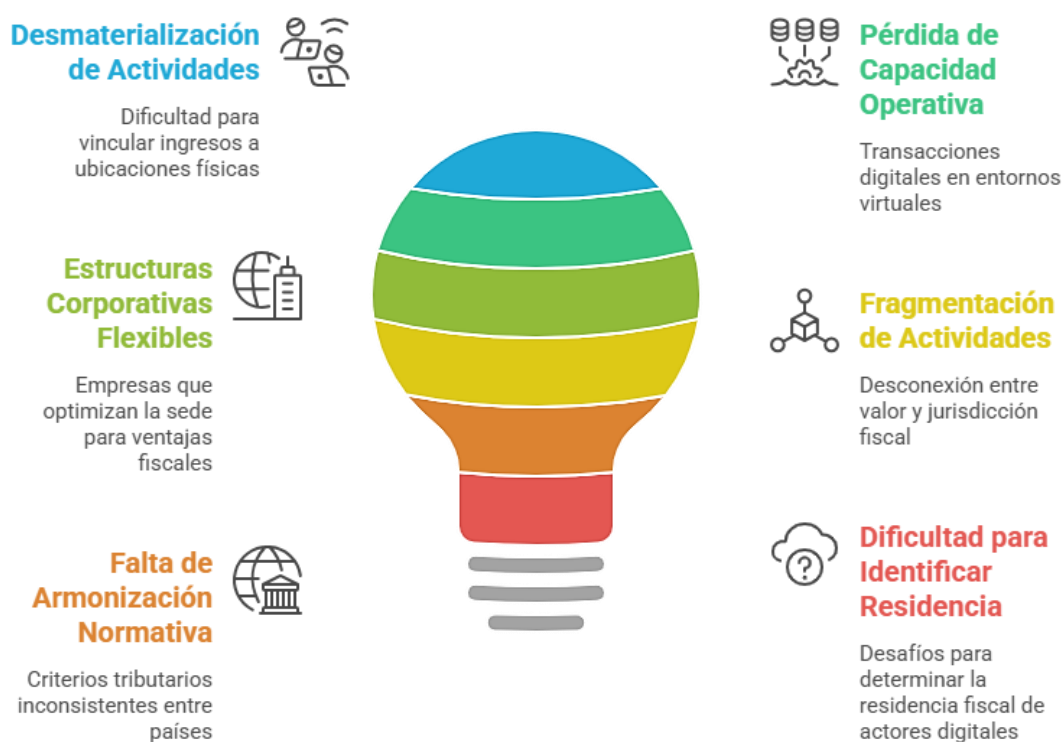 Desmaterialización
de Actividades
Dificultad para
vincular ingresos a
ubicaciones físicas
Pérdida de
Capacidad
Operativa
Transacciones
digitales en entornos
virtuales
Estructuras
Corporativas
Flexibles
Empresas que
optimizan la sede
para ventajas
fiscales
Fragmentación
de Actividades
Desconexión entre
valor y jurisdicción
fiscal
Falta de
Armonización
Normativa
Criterios tributarios
inconsistentes entre
países
Dificultad para
Identificar
Residencia
Desafíos para
determinar la
residencia fiscal de
actores digitales